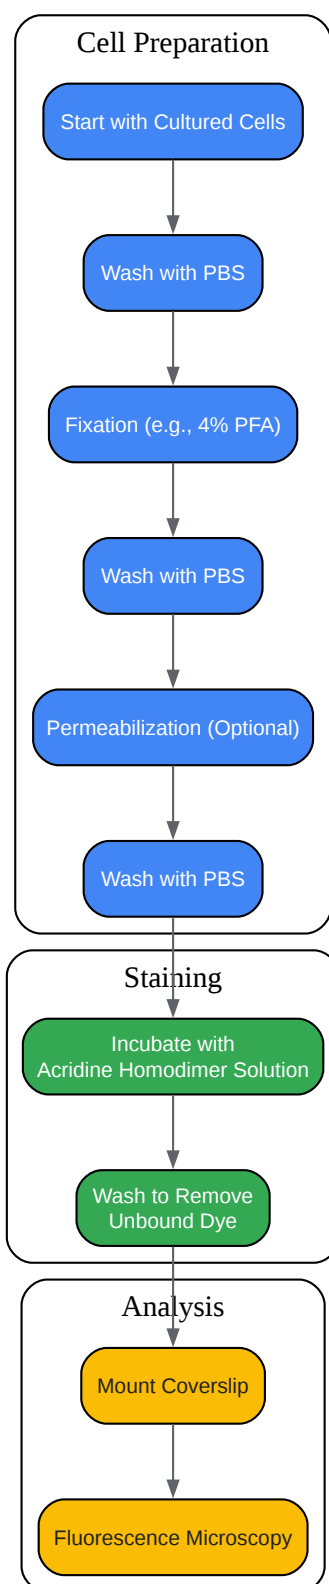 Cell Preparation
Start with Cultured Cells
Wash with PBS
Fixation (e.g., 4% PFA)
Wash with PBS
Permeabilization (Optional)
Wash with PBS
Staining
Incubate with
Acridine Homodimer Solution
Wash to Remove
Unbound Dye
Analysis
Mount Coverslip
Fluorescence Microscopy